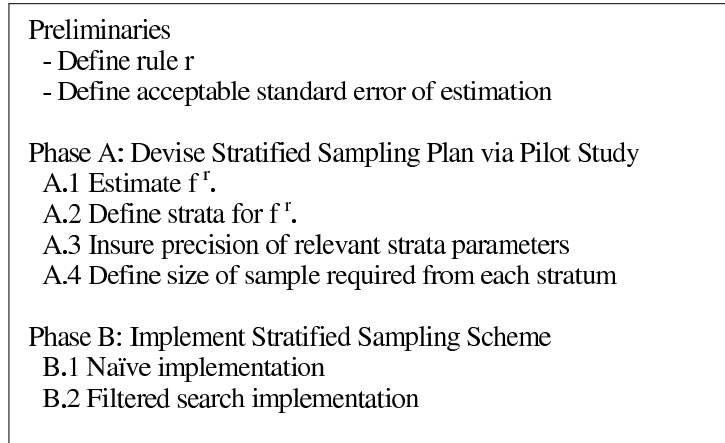 Preliminaries
- Define rule r
- Define acceptable standard error of estimation
Phase A: Devise Stratified Sampling Plan via Pilot Study
A.1 Estimate f r.
A.2 Define strata for f r.
A.3 Insure precision of relevant strata parameters
A.4 Define size of sample required from each stratum
Phase B: Implement Stratified Sampling Scheme
B.1 Naïve implementation
B.2 Filtered search implementation